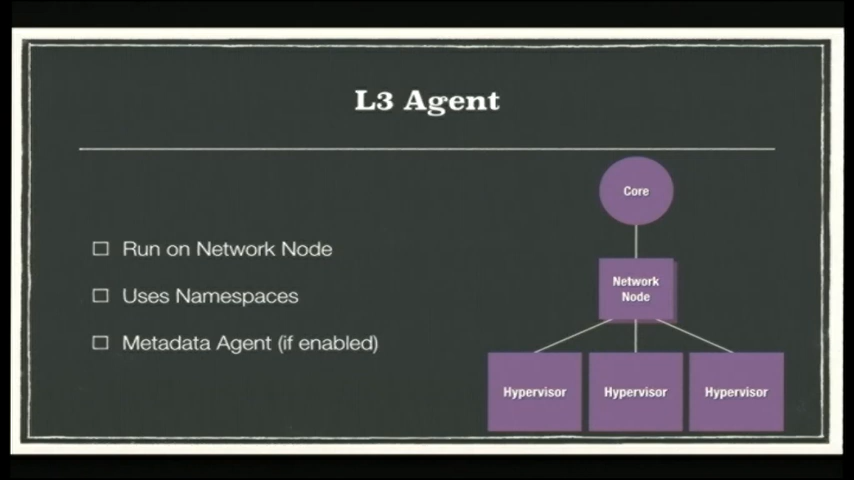 L3 Agent
Run on Network Node
Uses Namespaces
Metadata Agent (if enabled)
Core
Network
Node
Hypervisor
Hypervisor
Hypervisor